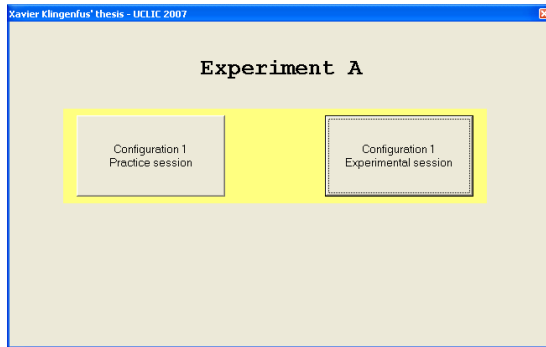 Xavier Klingenfus' thesis - UCLIC 2007
Experiment A
Configuration 1
Practice session
Configuration 1
Experimental session